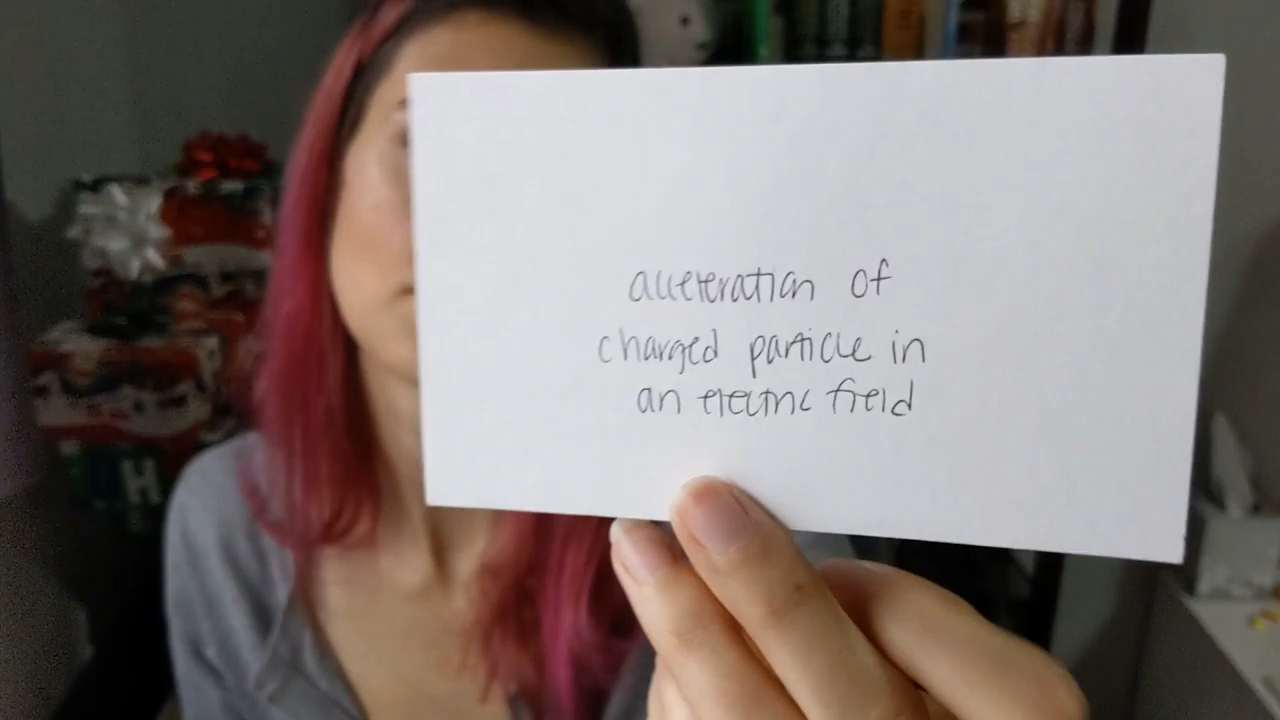 acceleration of
charged particle in
an electric field
H